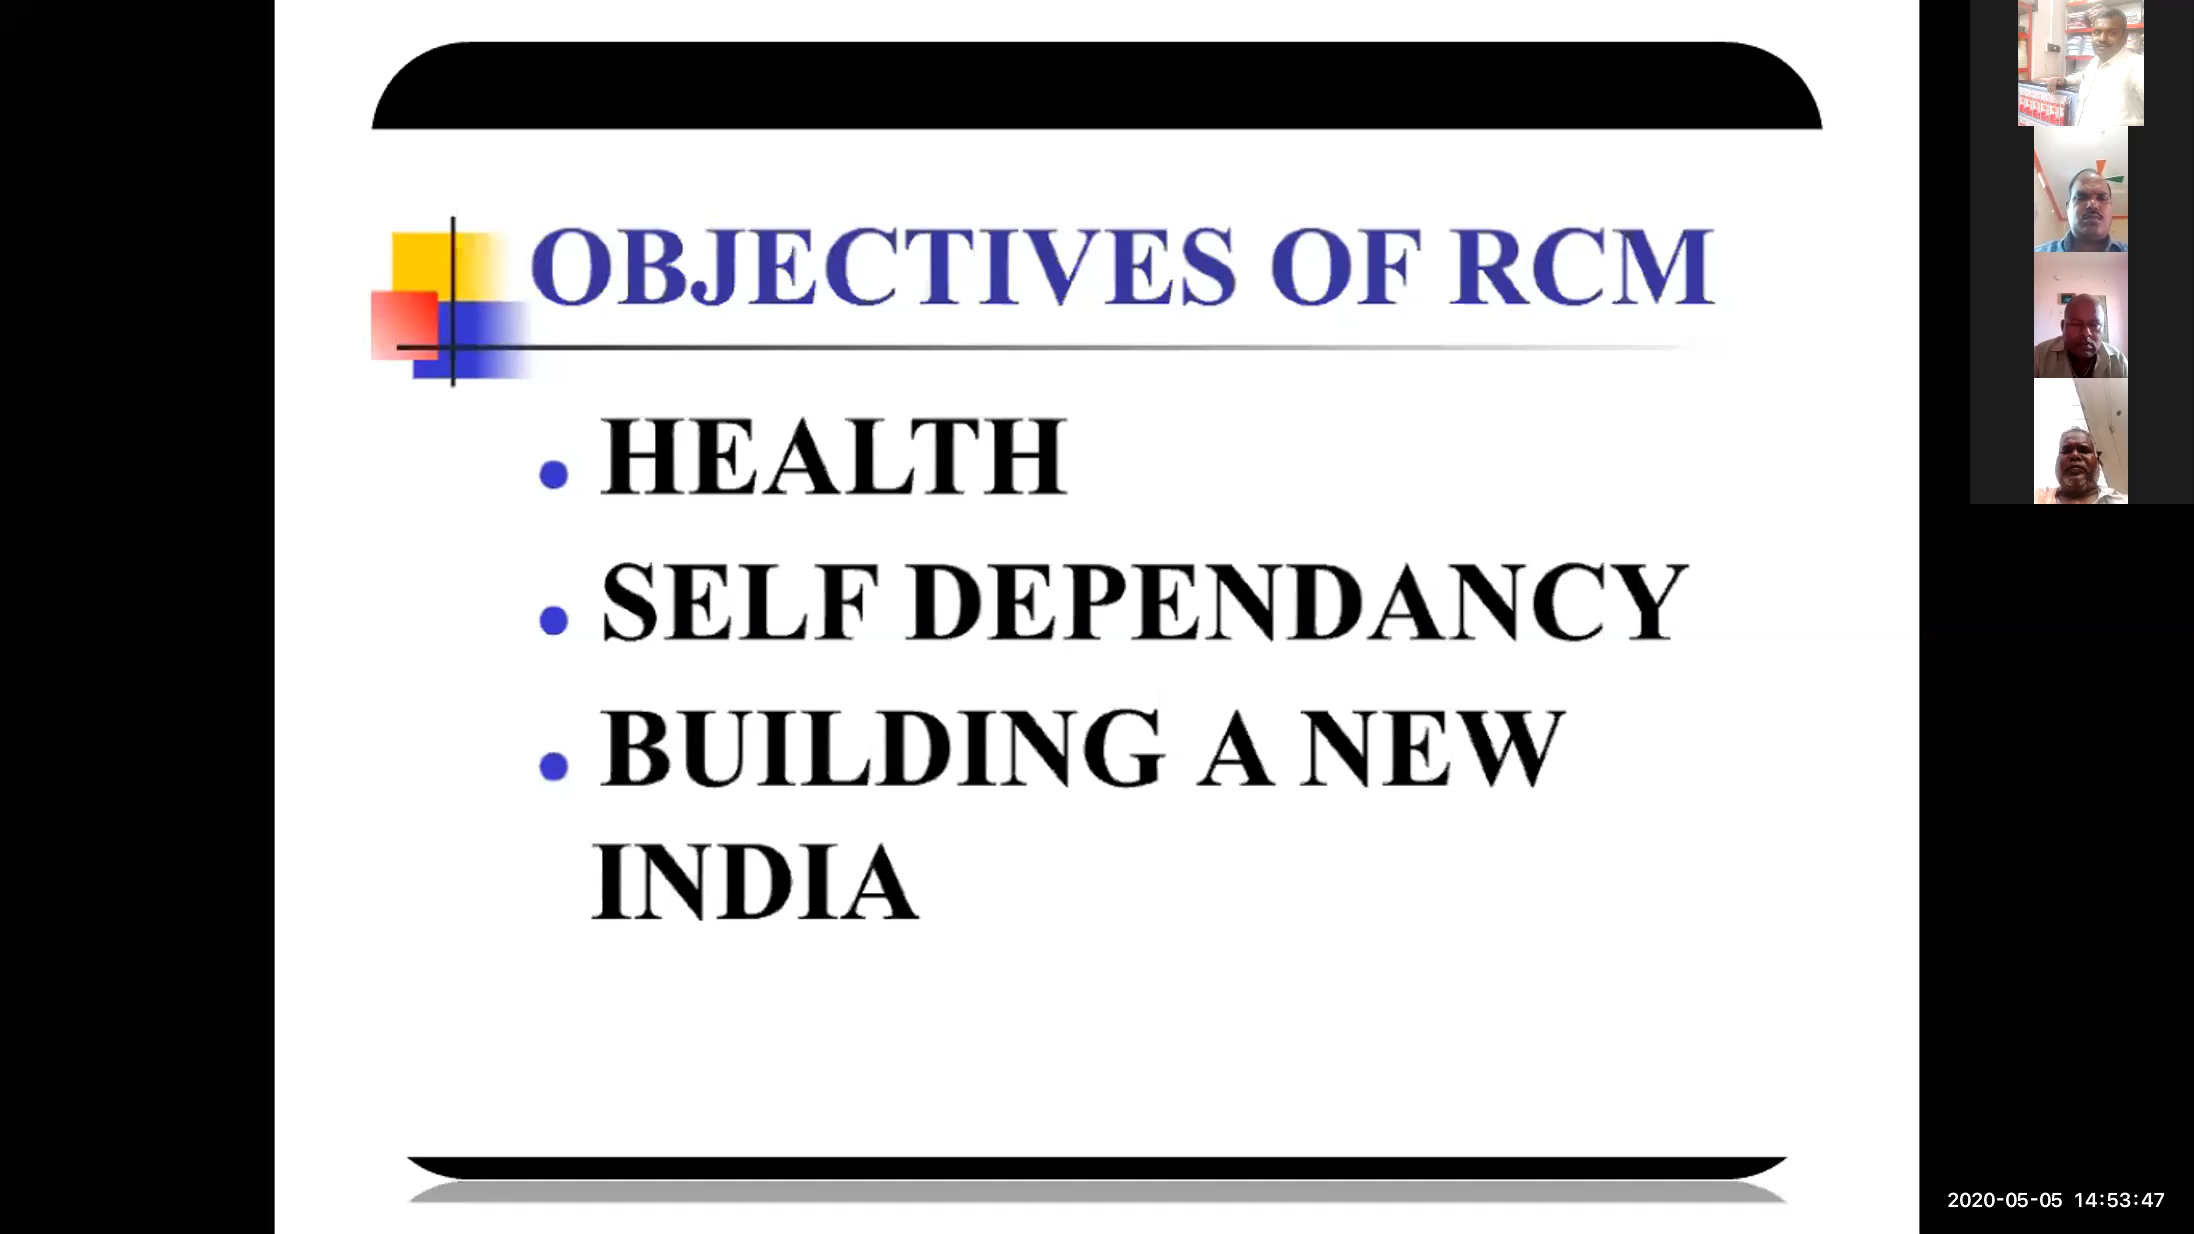 OBJECTIVES OF RCM
HEALTH
SELF DEPENDANCY
BUILDING A NEW
INDIA
2020-05-05 14:53:47